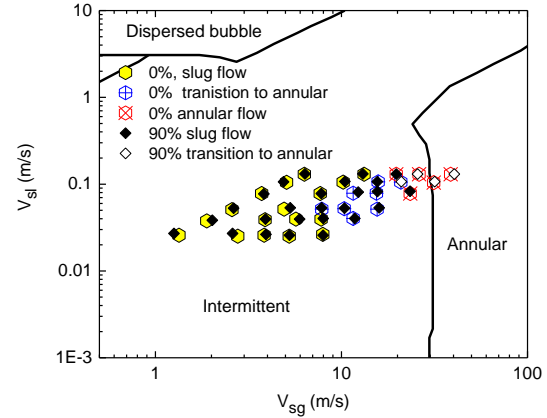 10
Dispersed bubble
0%, slug flow
0% transtion to annular
0% annular flow
90% slug flow
90% transition to annular
1
0.1
0.01
1E-3
V_sl (m/s)
Annular
Intermittent
1
10
100
V_sg (m/s)